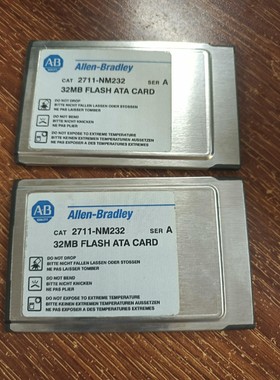 AB
Allen-Bradley
CAT 2711-NM232 SER A
32MB FLASH ATA CARD
DO NOT DROP
BITTE NICHT FALLEN LASSEN ODER STOSSEN
NE PAS LAISSER TOMBER
DO NOT BEND
BITTE NICHT KNICKEN
NE PAS PLIER
DO NOT EXPOSE TO EXTREME TEMPERATURE
BITTE KEINEN EXTREMEN TEMPERATUREN AUSSETZEN
NE PAS EXPOSER A DES TEMPERATURES EXTREMES
AB
Allen-Bradley
CAT 2711-NM232 SER A
32MB FLASH ATA CARD
DO NOT DROP
BITTE NICHT FALLEN LASSEN ODER STOSSEN
NE PAS LAISSER TOMBER
DO NOT BEND
BITTE NICHT KNICKEN
NE PAS PLIER
DO NOT EXPOSE TO EXTREME TEMPERATURES
BITTE KEINEN EXTREMEN TEMPERATUREN AUSSETZEN
NE PAS EXPOSER A DES TEMPERATURES EXTREMES